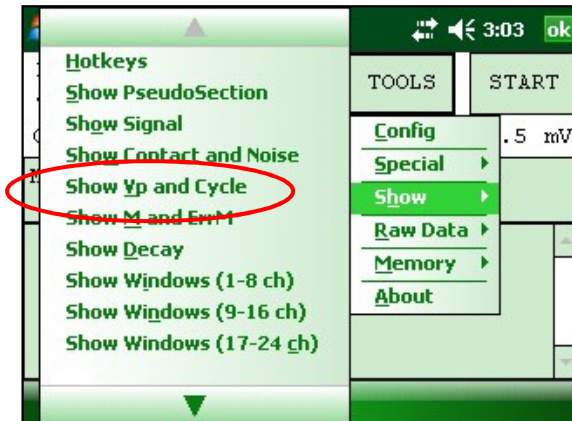 3:03 ok
TOOLS START
.5 mV
Hotkeys
Show PseudoSection
Show Signal
Show Contact and Noise
Show Vp and Cycle
Show M and ErrM
Show Decay
Show Windows (1-8 ch)
Show Windows (9-16 ch)
Show Windows (17-24 ch)
Config
Special
Show
Raw Data
Memory
About